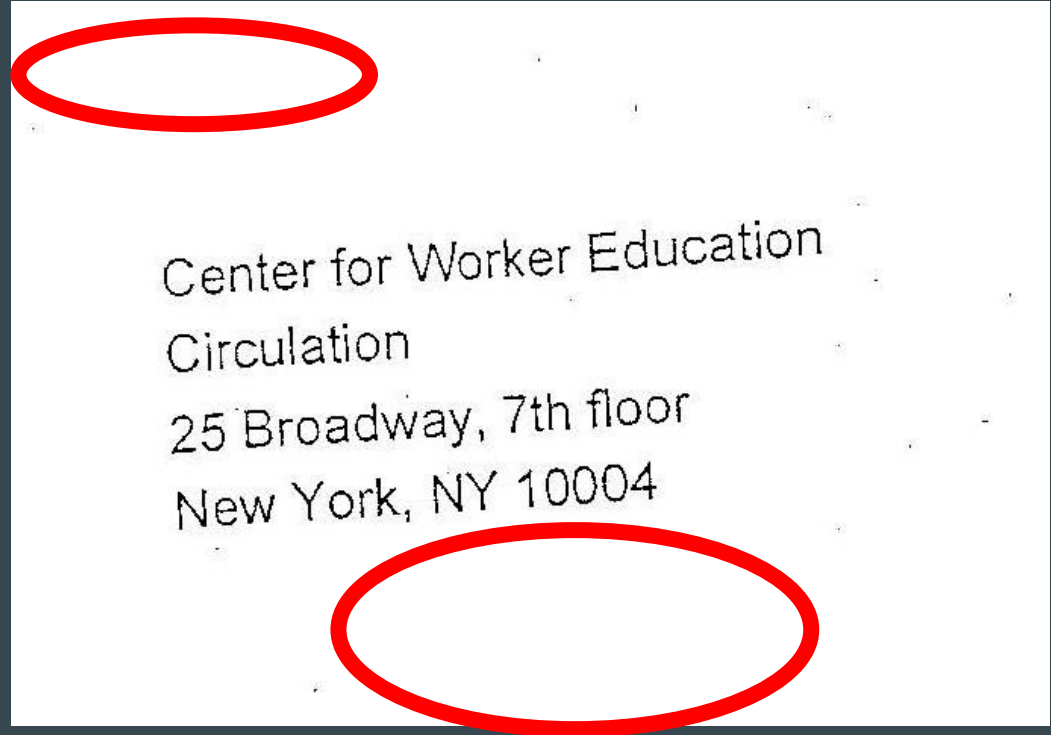 Center for Worker Education
Circulation
25 Broadway, 7th floor
New York, NY 10004